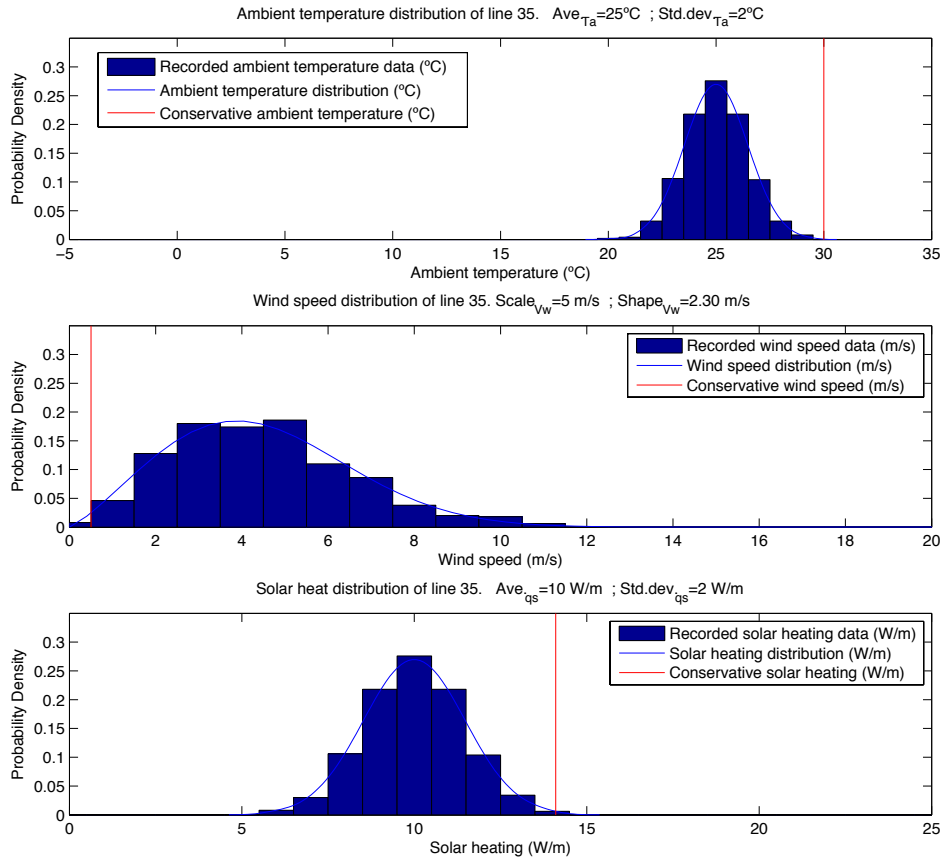 Ambient temperature distribution of line 35. Ave_Ta=25ºC ; Std.dev_Ta=2ºC
Probability Density
0.3
0.25
0.2
0.15
0.1
0.05
0
Recorded ambient temperature data (ºC)
Ambient temperature distribution (ºC)
Conservative ambient temperature (ºC)
-5 0 5 10 15 20 25 30 35
Ambient temperature (ºC)
Wind speed distribution of line 35. Scale_Vw=5 m/s ; Shape_Vw=2.30 m/s
Probability Density
0.3
0.25
0.2
0.15
0.1
0.05
0
Recorded wind speed data (m/s)
Wind speed distribution (m/s)
Conservative wind speed (m/s)
0 2 4 6 8 10 12 14 16 18 20
Wind speed (m/s)
Solar heat distribution of line 35. Ave_qs=10 W/m ; Std.dev_qs=2 W/m
Probability Density
0.3
0.25
0.2
0.15
0.1
0.05
0
Recorded solar heating data (W/m)
Solar heating distribution (W/m)
Conservative solar heating (W/m)
0 5 10 15 20 25
Solar heating (W/m)